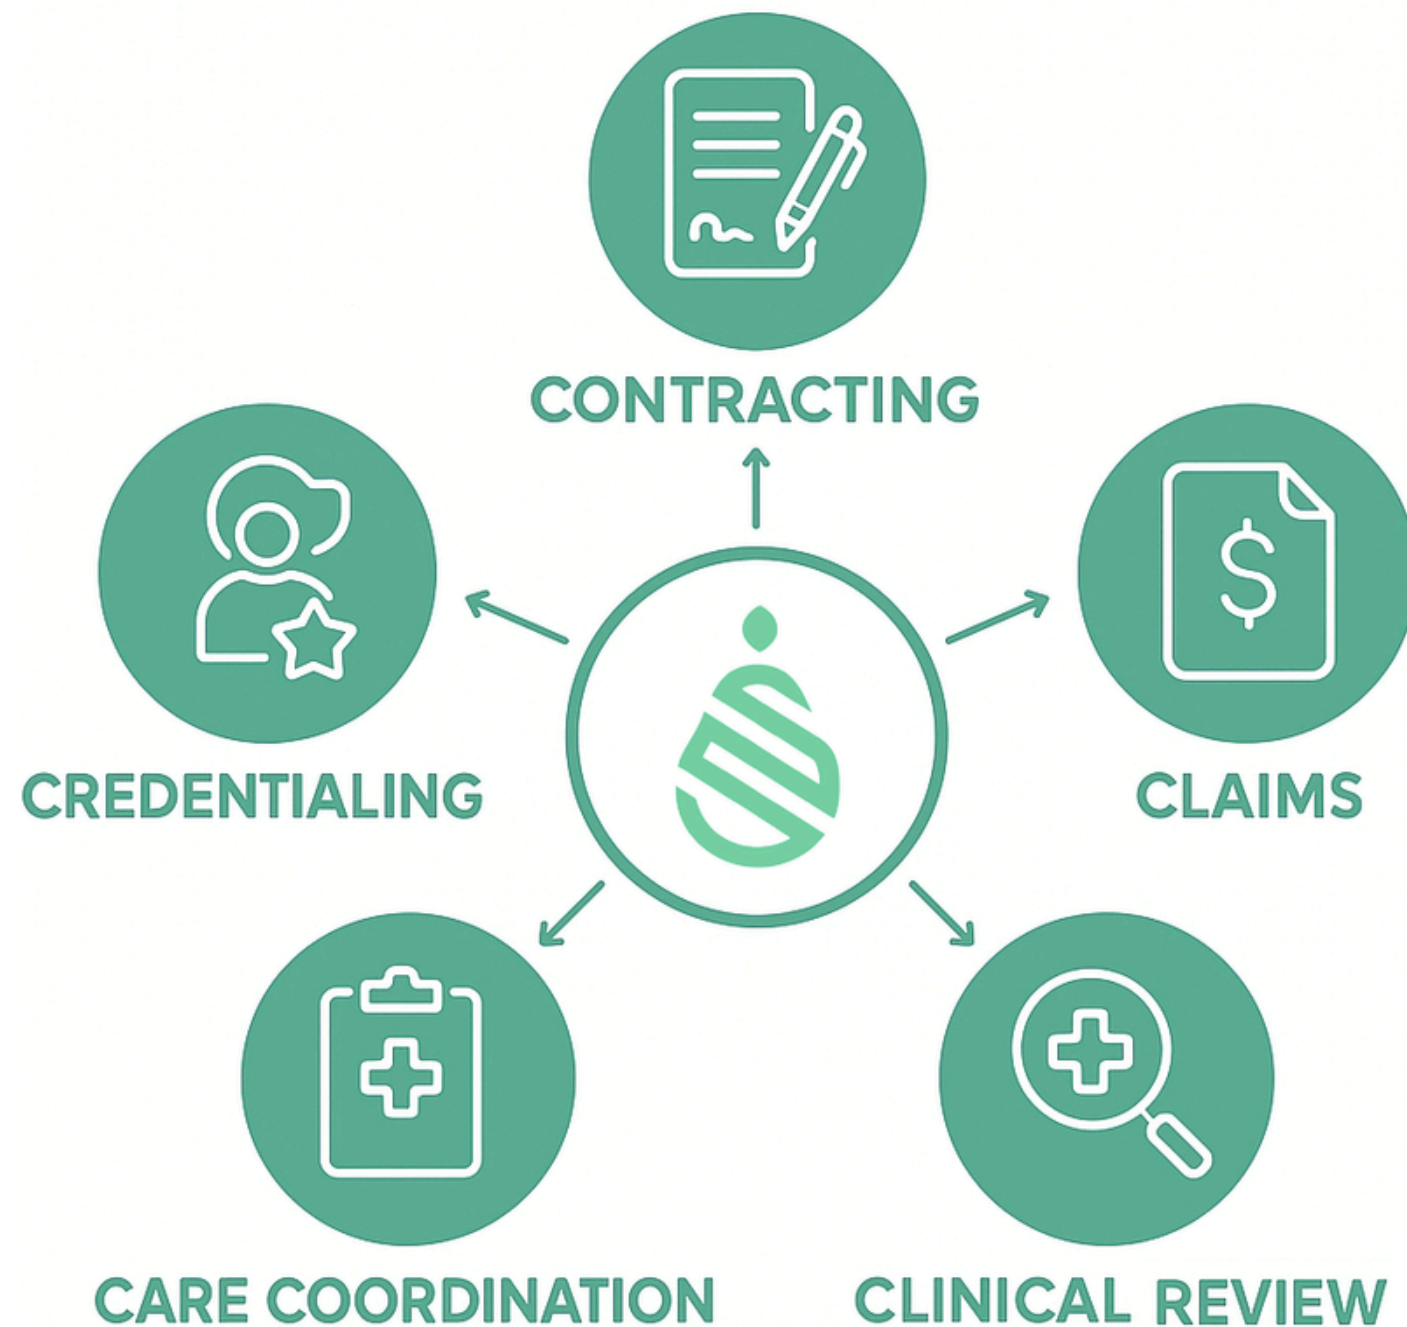 CONTRACTING
CREDENTIALING
$
CLAIMS
CARE COORDINATION
CLINICAL REVIEW